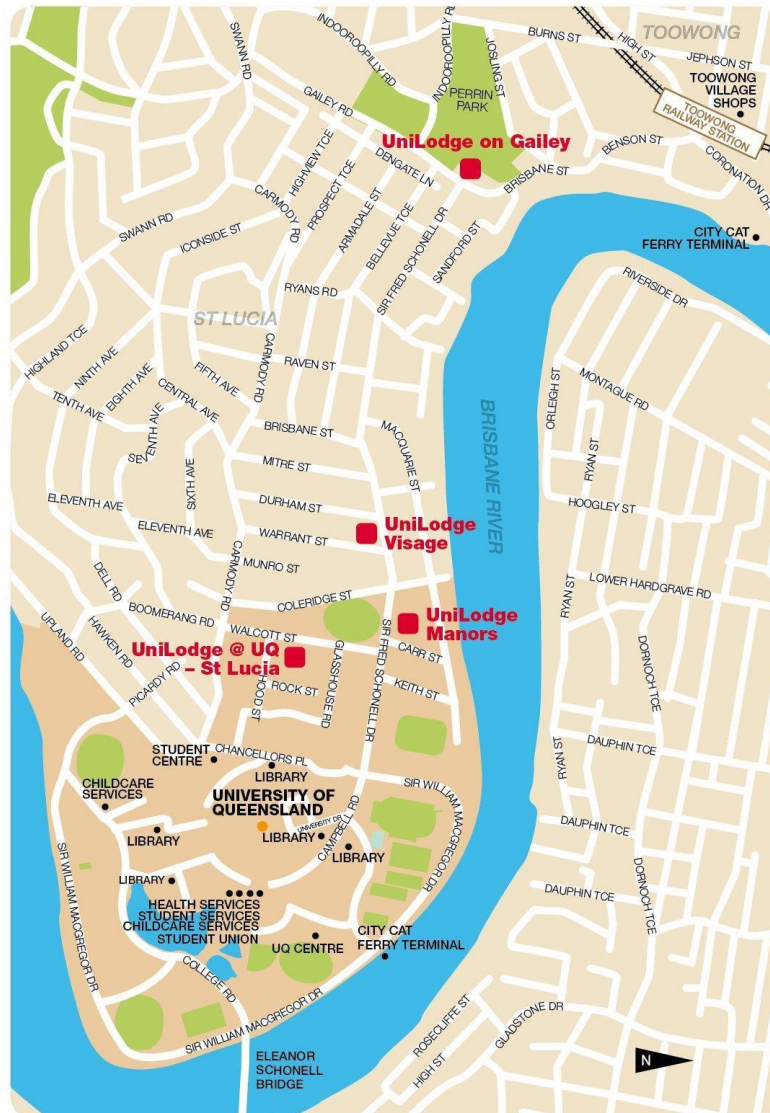 TOOWONG
SWANN RD
INDOOROOPILLY RD
INDOOROOPILLY RD
JOSLING ST
BURNS ST
HIGH ST
JEPHSON ST
TOOWONG
VILLAGE
SHOPS
GAILEY RD
PERRIN
PARK
TOOWONG
RAILWAY STATION
UniLodge on Gailey
BENSON ST
HIGHVIEW TCE
DENGATE LN
BRISBANE ST
CORONATION DR
PROSPECT TCE
ARMADALE ST
BELLEVUE TCE
CARMODY RD
SWANN RD
ICONSIDE ST
SIR FRED SCHONELL DR
SANDFORD ST
CITY CAT
FERRY TERMINAL
RYANS RD
RIVERSIDE DR
ST LUCIA
HIGHLAND TCE
NINTH AVE
EIGHTH AVE
FIFTH AVE
CARMODY RD
RAVEN ST
MONTAGUE RD
TENTH AVE
CENTRAL AVE
ORLEIGH ST
BRISBANE RIVER
SEVENTH AVE
BRISBANE ST
MACQUARIE ST
RYAN ST
MITRE ST
SIXTH AVE
ELEVENTH AVE
DURHAM ST
HOOGLEY ST
ELEVENTH AVE
WARRANT ST
UniLodge
Visage
CARMODY RD
MUNRO ST
DELL RD
LOWER HARDGRAVE RD
COLERIDGE ST
RYAN ST
BOOMERANG RD
UPLAND RD
HAWKEN RD
WALCOTT ST
UniLodge
Manors
SIR FRED SCHONELL DR
UniLodge @ UQ
– St Lucia
GLASSHOUSE RD
CARR ST
DORNOCH TCE
PICARDY RD
ROCK ST
KEITH ST
HOOD ST
STUDENT
CENTRE
CHANCELLORS PL
LIBRARY
RYAN ST
DAUPHIN TCE
CHILDCARE
SERVICES
UNIVERSITY OF
QUEENSLAND
SIR WILLIAM MACGREGOR DR
UNIVERSITY DR
CAMPBELL RD
LIBRARY
LIBRARY
LIBRARY
DAUPHIN TCE
SIR WILLIAM MACGREGOR DR
LIBRARY
DAUPHIN TCE
DORNOCH TCE
HEALTH SERVICES
STUDENT SERVICES
CHILDCARE SERVICES
STUDENT UNION
UQ CENTRE
CITY CAT
FERRY TERMINAL
COLLEGE RD
SIR WILLIAM MACGREGOR DR
ROSECLIFFE ST
GLADSTONE DR
HIGH ST
ELEANOR
SCHONELL
BRIDGE
N